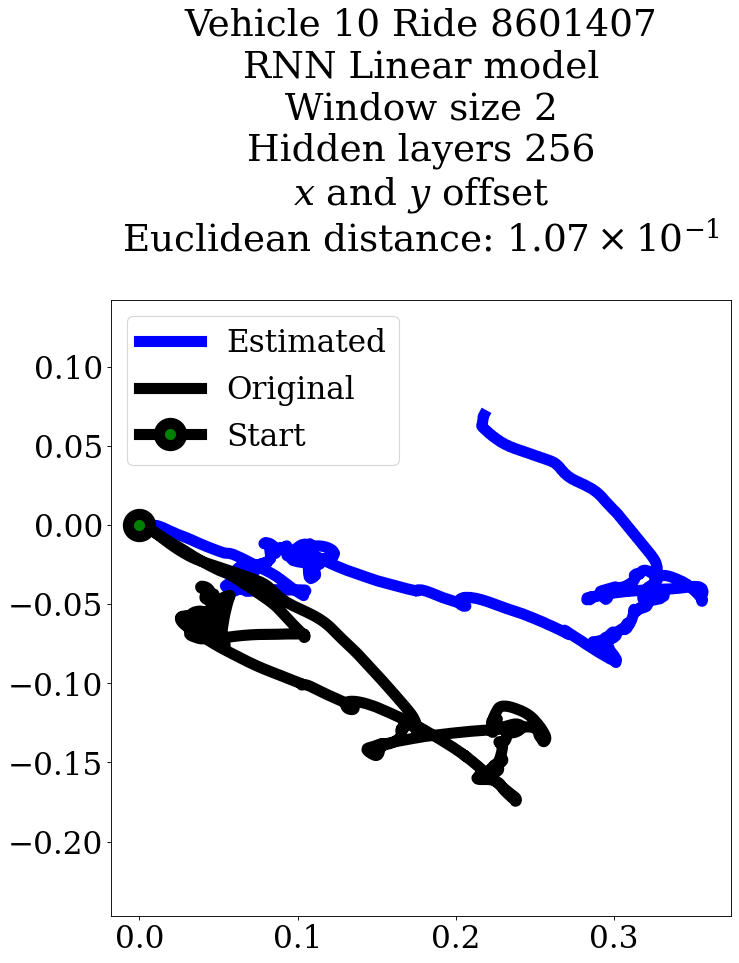 Vehicle 10 Ride 8601407
RNN Linear model
Window size 2
Hidden layers 256
x and y offset
Euclidean distance: 1.07 × 10⁻¹
Estimated
Original
Start
0.10
0.05
0.00
−0.05
−0.10
−0.15
−0.20
0.0 0.1 0.2 0.3